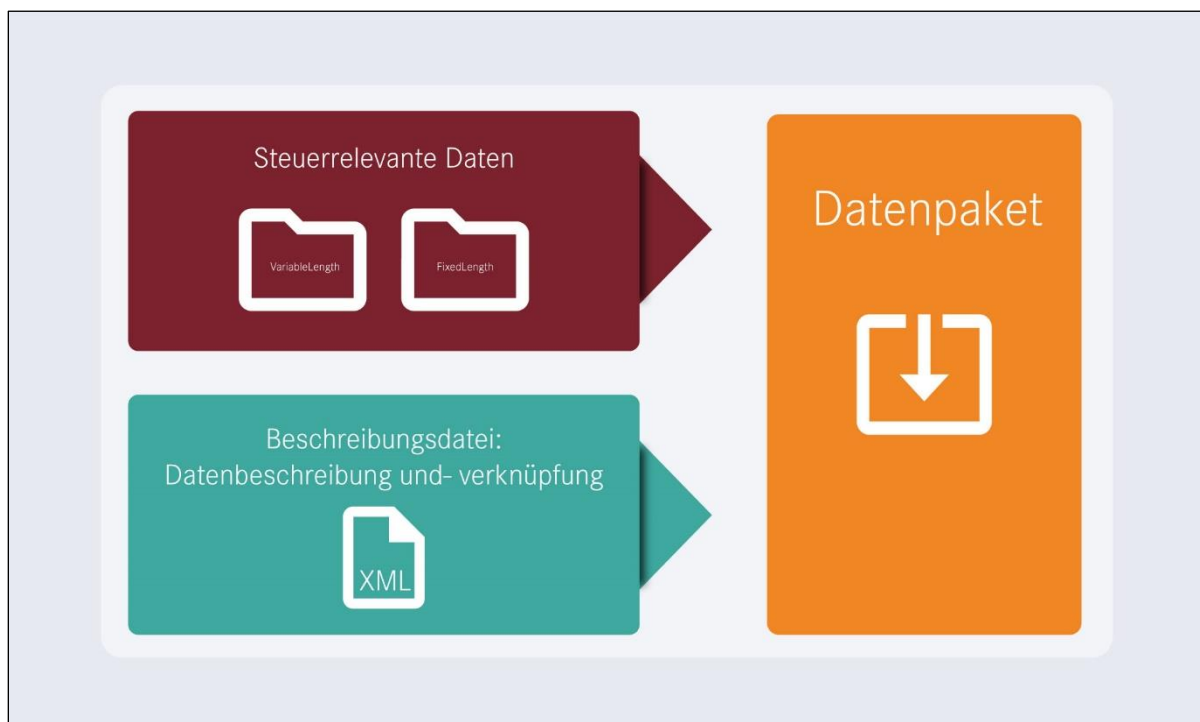 Steuerrelevante Daten
VariableLength
FixedLength
Beschreibungsdatei:
Datenbeschreibung und- verknüpfung
XML
Datenpaket